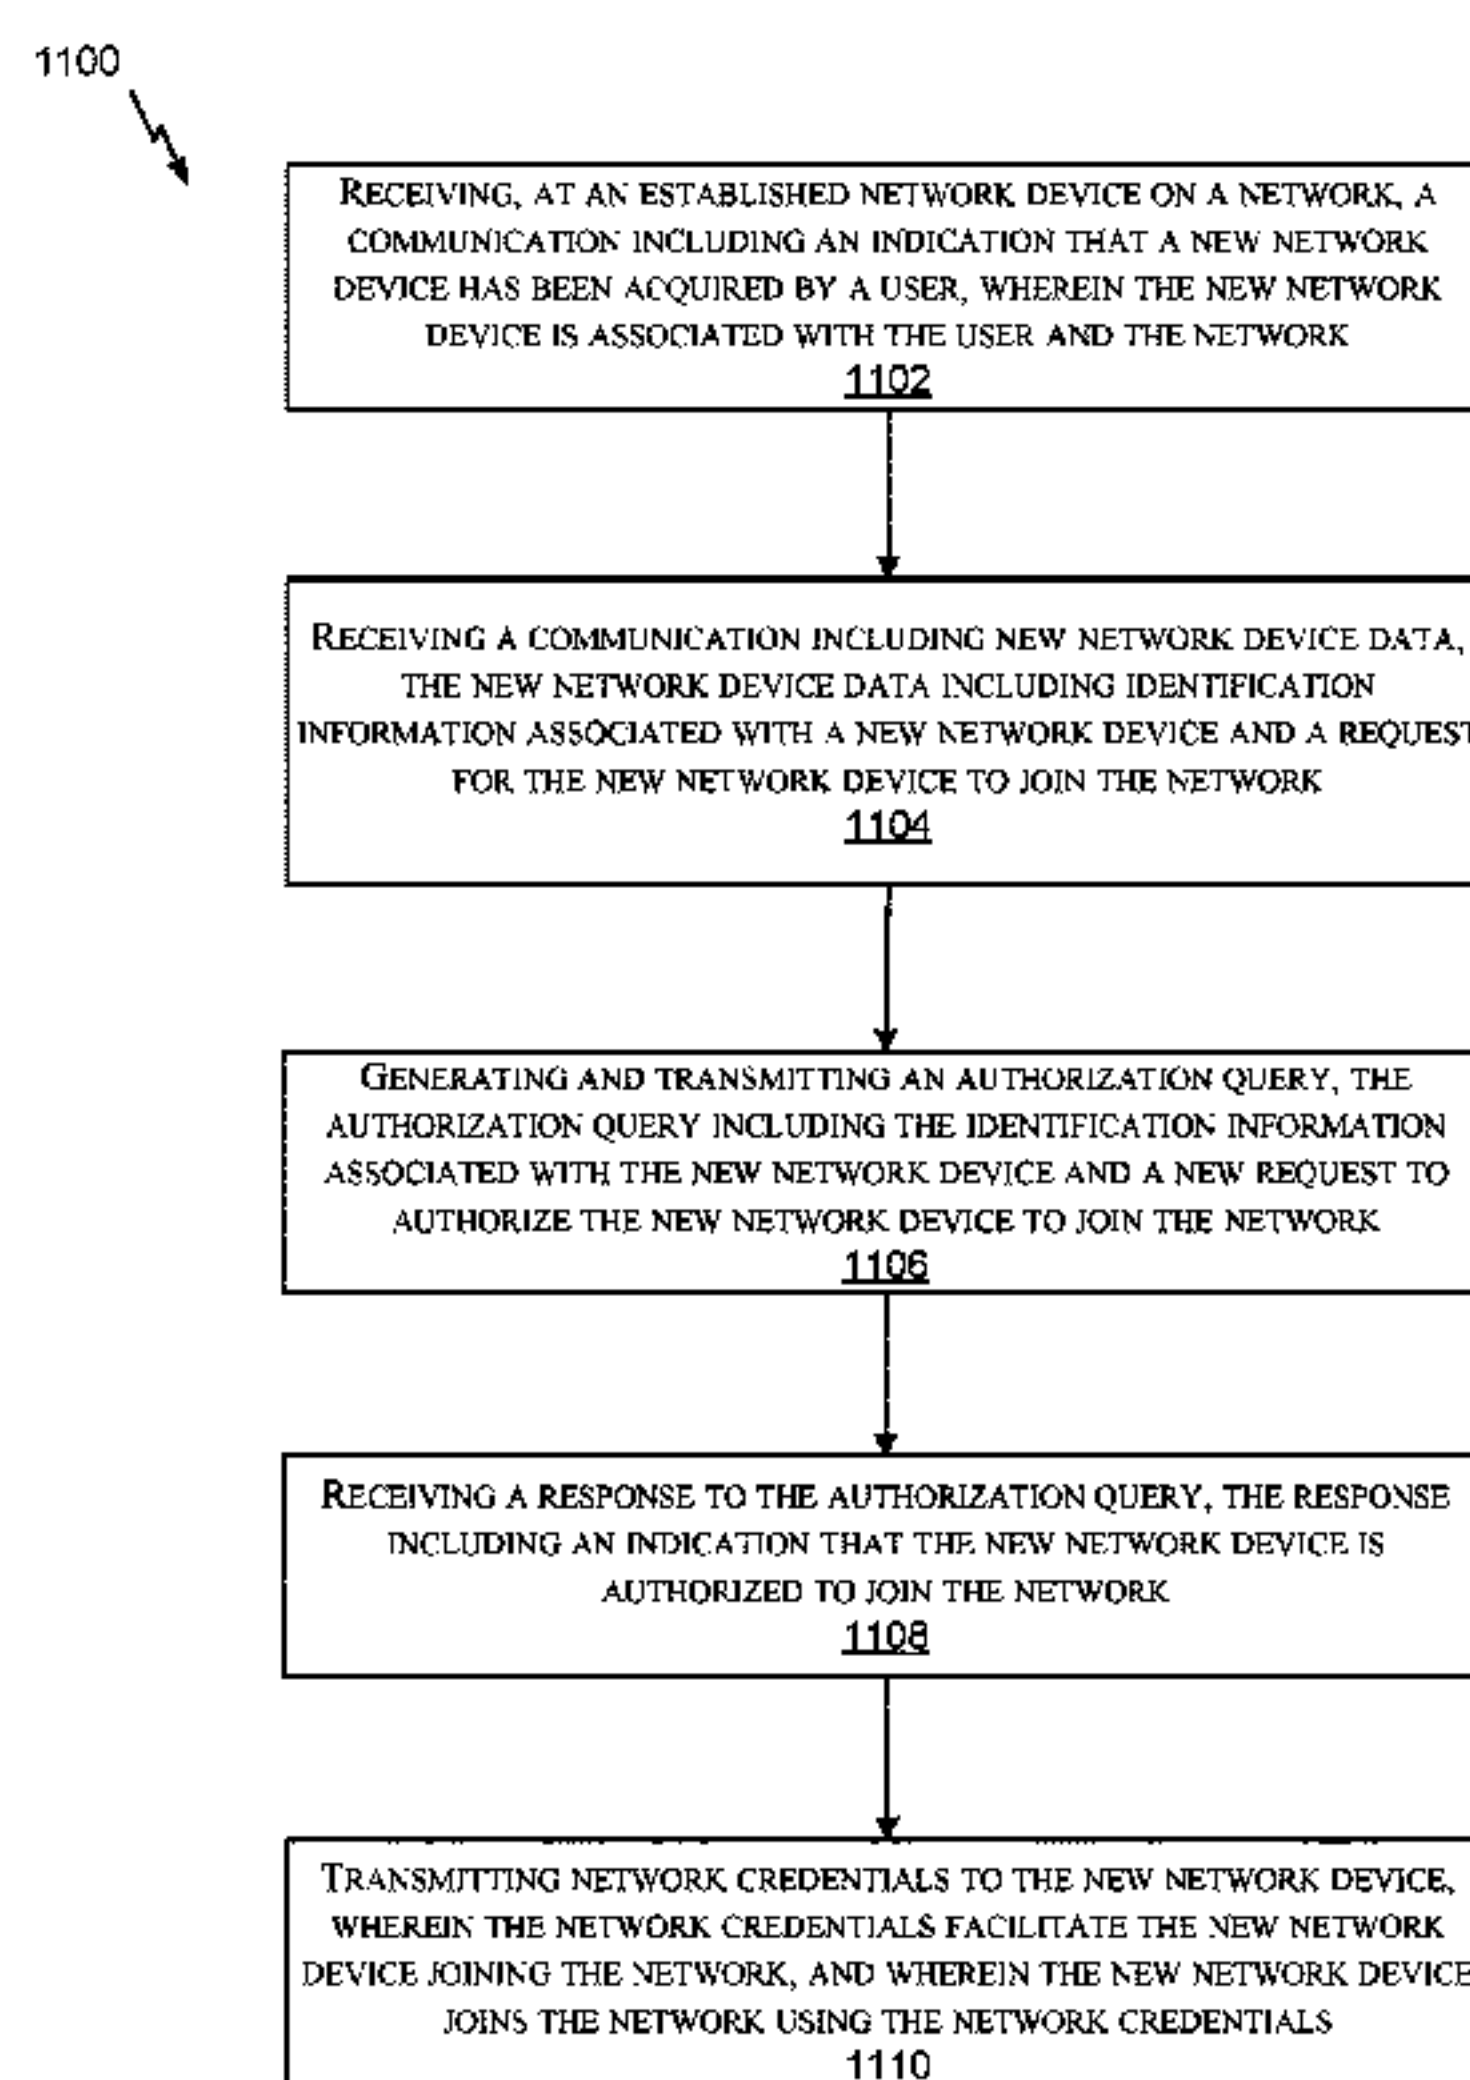 1100
RECEIVING, AT AN ESTABLISHED NETWORK DEVICE ON A NETWORK, A
COMMUNICATION INCLUDING AN INDICATION THAT A NEW NETWORK
DEVICE HAS BEEN ACQUIRED BY A USER, WHEREIN THE NEW NETWORK
DEVICE IS ASSOCIATED WITH THE USER AND THE NETWORK
1102
RECEIVING A COMMUNICATION INCLUDING NEW NETWORK DEVICE DATA,
THE NEW NETWORK DEVICE DATA INCLUDING IDENTIFICATION
INFORMATION ASSOCIATED WITH A NEW NETWORK DEVICE AND A REQUEST
FOR THE NEW NETWORK DEVICE TO JOIN THE NETWORK
1104
GENERATING AND TRANSMITTING AN AUTHORIZATION QUERY, THE
AUTHORIZATION QUERY INCLUDING THE IDENTIFICATION INFORMATION
ASSOCIATED WITH THE NEW NETWORK DEVICE AND A NEW REQUEST TO
AUTHORIZE THE NEW NETWORK DEVICE TO JOIN THE NETWORK
1106
RECEIVING A RESPONSE TO THE AUTHORIZATION QUERY, THE RESPONSE
INCLUDING AN INDICATION THAT THE NEW NETWORK DEVICE IS
AUTHORIZED TO JOIN THE NETWORK
1108
TRANSMITTING NETWORK CREDENTIALS TO THE NEW NETWORK DEVICE,
WHEREIN THE NETWORK CREDENTIALS FACILITATE THE NEW NETWORK
DEVICE JOINING THE NETWORK, AND WHEREIN THE NEW NETWORK DEVICE
JOINS THE NETWORK USING THE NETWORK CREDENTIALS
1110